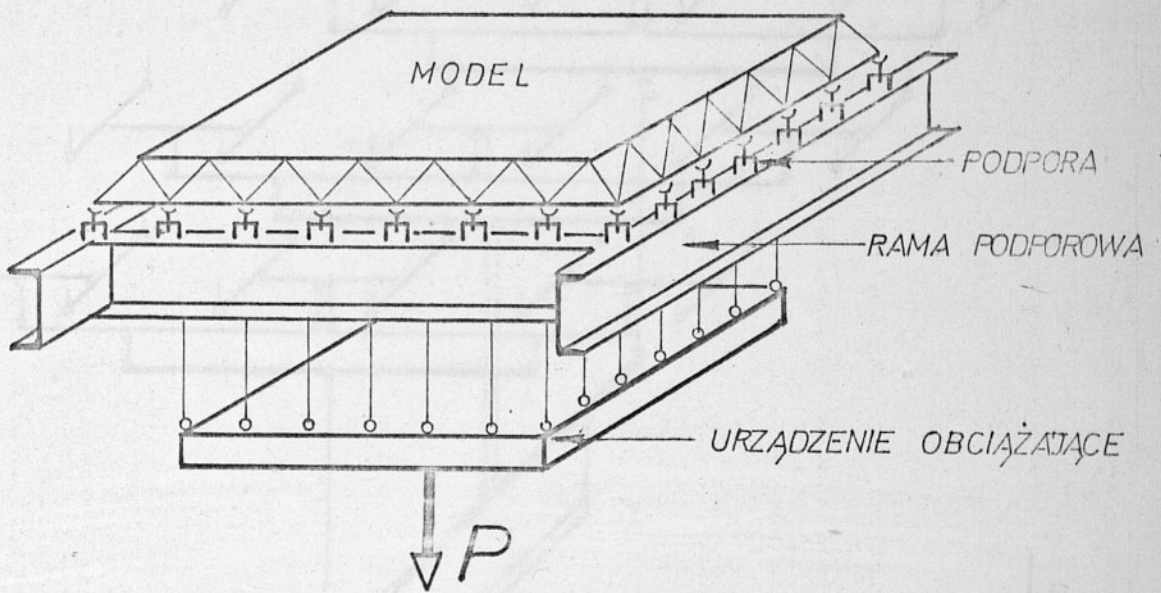 MODEL
PODPORA
RAMA PODPOROWA
URZĄDZENIE OBCIĄŻAJĄCE
P